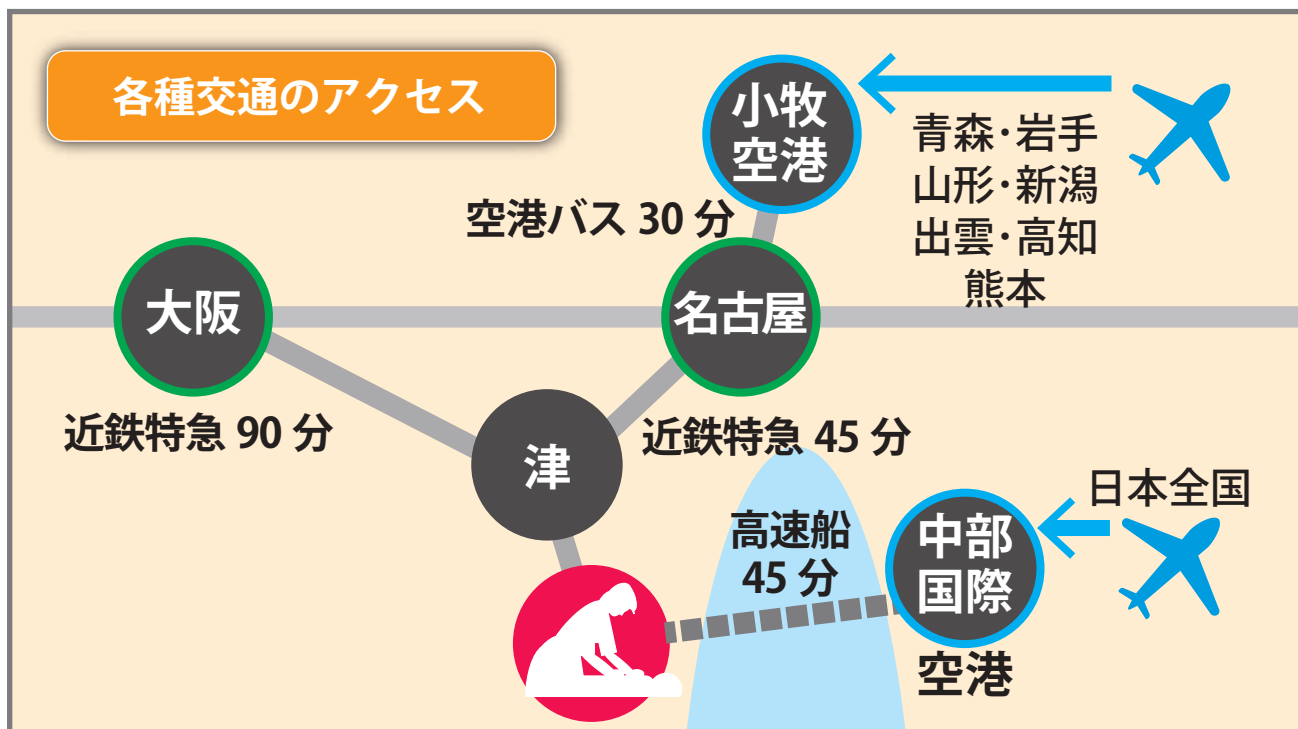 各種交通のアクセス
小牧
空港
青森・岩手
山形・新潟
出雲・高知
熊本
空港バス 30 分
大阪
名古屋
近鉄特急 90 分
近鉄特急 45 分
津
日本全国
高速船
45 分
中部
国際
空港